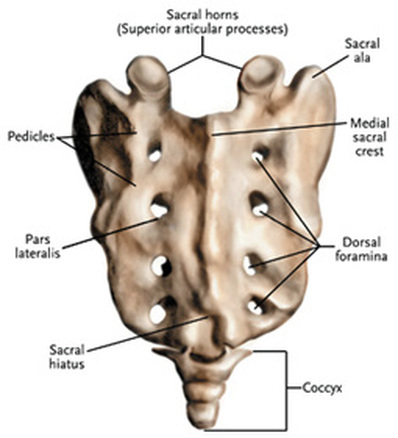 Sacral horns
(Superior articular processes)
Sacral
ala
Pedicles
Medial
sacral
crest
Pars
lateralis
Dorsal
foramina
Sacral
hiatus
Coccyx